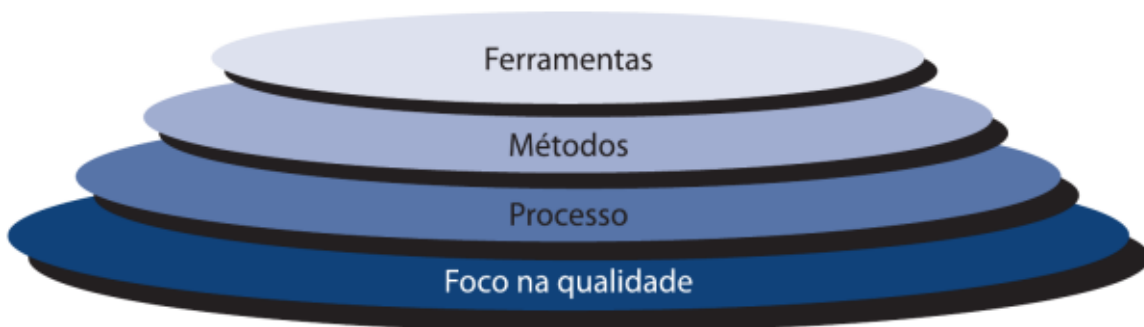 Ferramentas
Métodos
Processo
Foco na qualidade